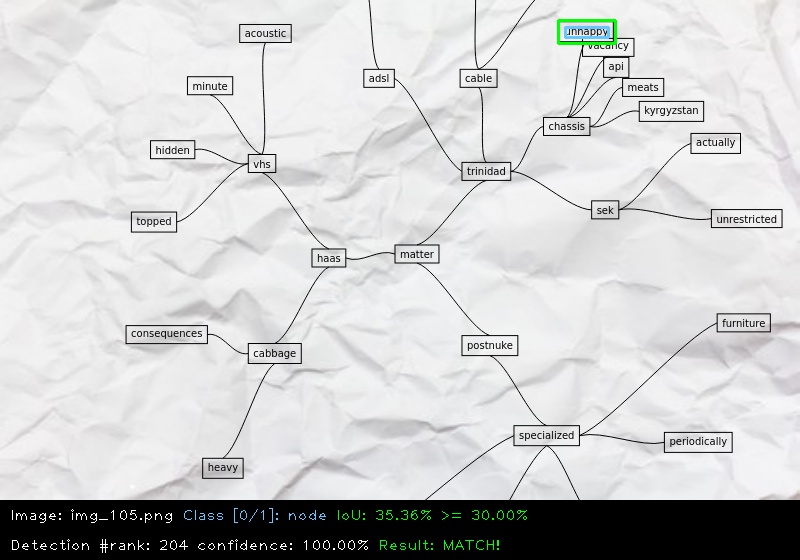 unhappy
acoustic
vacancy
api
adsl
cable
minute
meats
kyrgyzstan
chassis
actually
hidden
vhs
trinidad
sek
topped
unrestricted
matter
haas
furniture
consequences
postnuke
cabbage
specialized
periodically
heavy
Image: img_105.png Class [0/1]: node IoU: 35.36% >= 30.00%
Detection #rank: 204 confidence: 100.00% Result: MATCH!